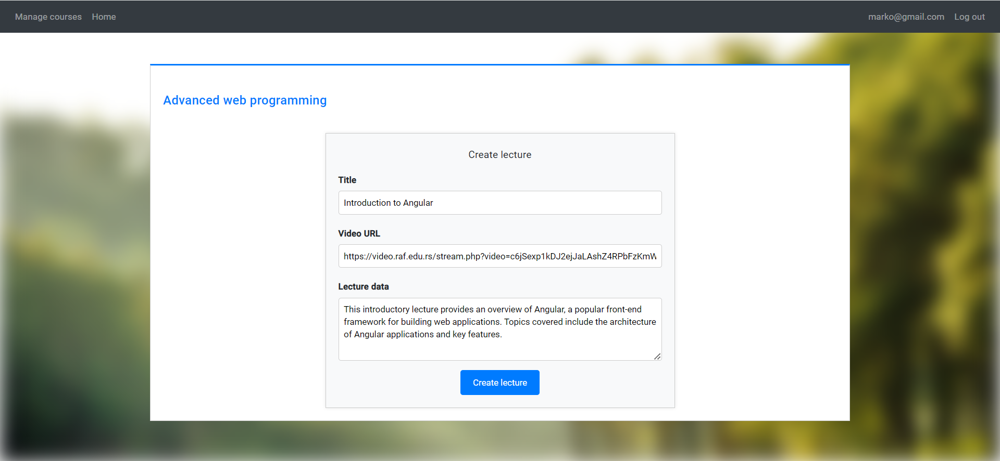 Manage courses Home marko@gmail.com Log out
Advanced web programming
Create lecture
Title
Introduction to Angular
Video URL
https://video.raf.edu.rs/stream.php?video=c6jSexp1kDJ2ejJaLAshZ4RPbFzKmW
Lecture data
This introductory lecture provides an overview of Angular, a popular front-end
framework for building web applications. Topics covered include the architecture
of Angular applications and key features.
Create lecture